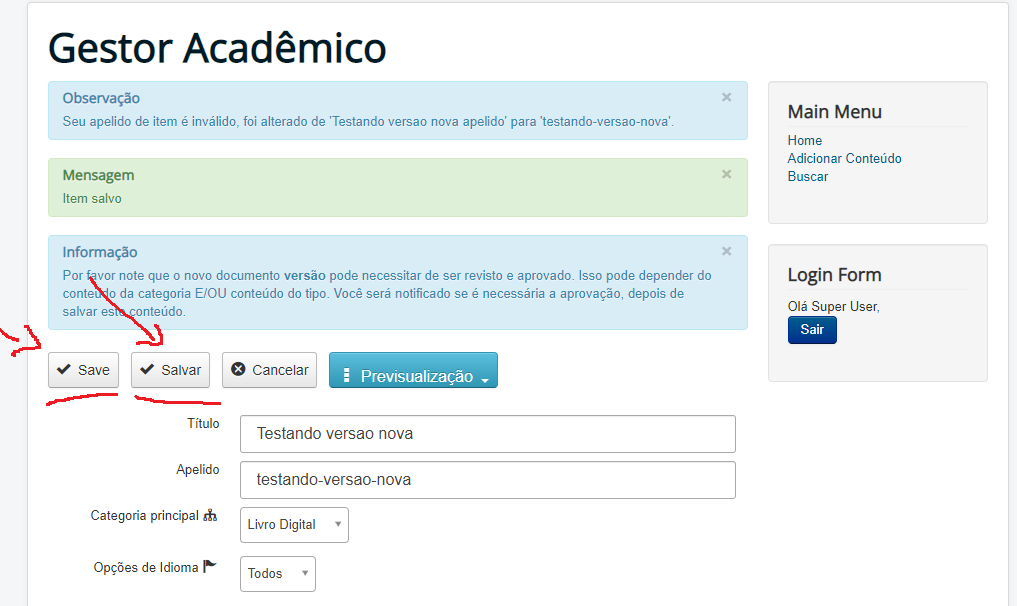 Gestor Acadêmico
Observação
Seu apelido de item é inválido, foi alterado de 'Testando versao nova apelido' para 'testando-versao-nova'.
Mensagem
Item salvo
Informação
Por favor note que o novo documento versão pode necessitar de ser revisto e aprovado. Isso pode depender do
conteúdo da categoria E/OU conteúdo do tipo. Você será notificado se é necessária a aprovação, depois de
salvar este conteúdo.
Save
Salvar
Cancelar
Previsualização
Título
Testando versao nova
Apelido
testando-versao-nova
Categoria principal
Livro Digital
Opções de Idioma
Todos
Main Menu
Home
Adicionar Conteúdo
Buscar
Login Form
Olá Super User,
Sair